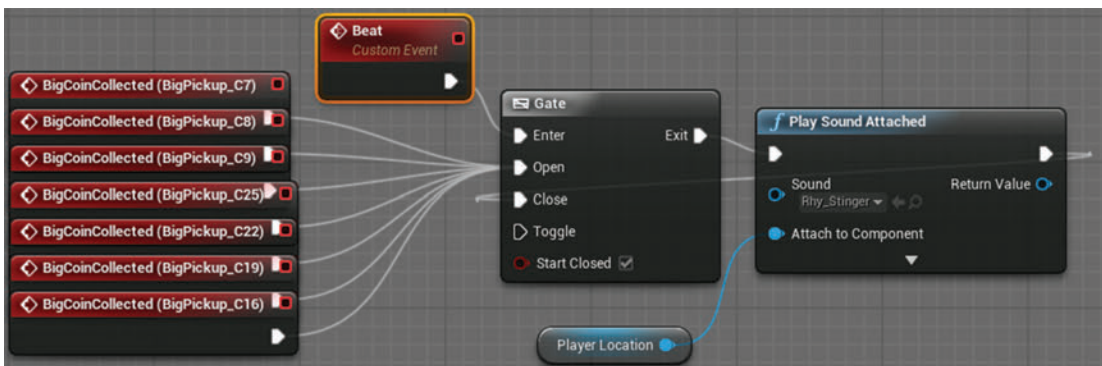 Beat
Custom Event
BigCoinCollected (BigPickup_C7)
BigCoinCollected (BigPickup_C8)
BigCoinCollected (BigPickup_C9)
BigCoinCollected (BigPickup_C25)
BigCoinCollected (BigPickup_C22)
BigCoinCollected (BigPickup_C19)
BigCoinCollected (BigPickup_C16)
Gate
Enter Exit
Open
Close
Toggle
Start Closed
Play Sound Attached
Sound Return Value
Rhy_Stinger
Attach to Component
Player Location